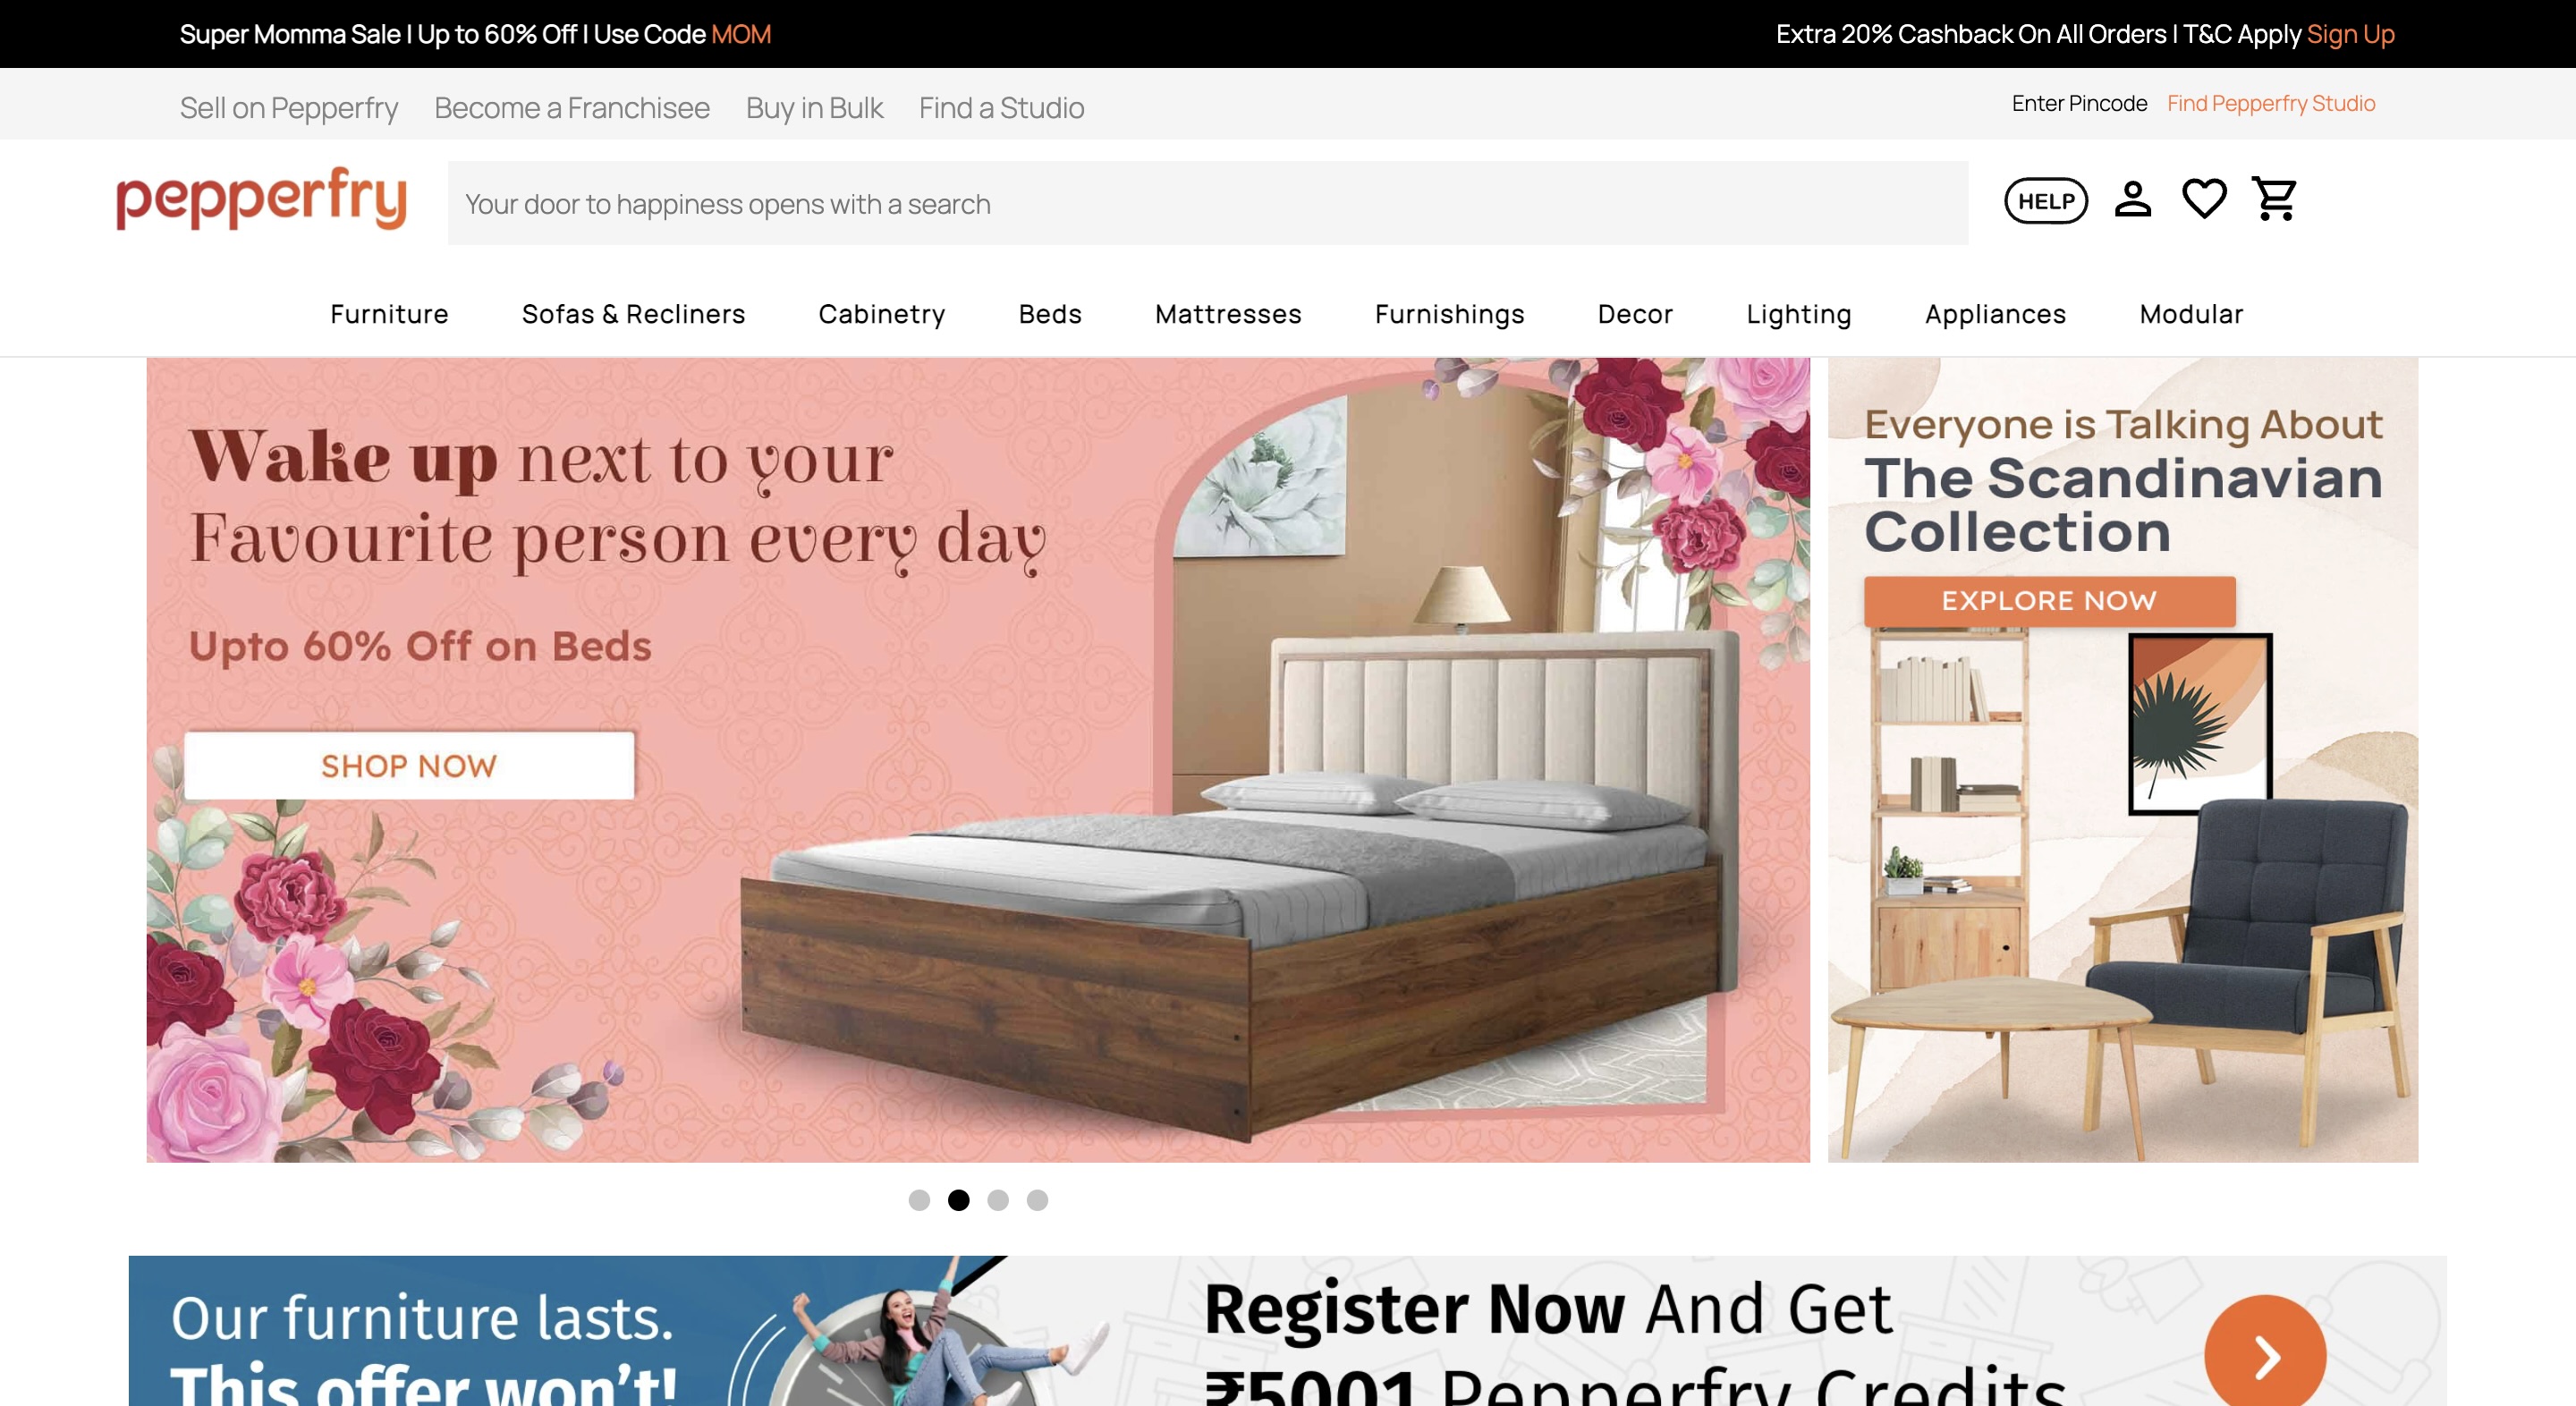 Super Momma Sale | Up to 60% Off | Use Code MOM
Extra 20% Cashback On All Orders | T&C Apply Sign Up
Sell on Pepperfry
Become a Franchisee
Buy in Bulk
Find a Studio
Enter Pincode
Find Pepperfry Studio
pepperfry
Your door to happiness opens with a search
HELP
Furniture
Sofas & Recliners
Cabinetry
Beds
Mattresses
Furnishings
Decor
Lighting
Appliances
Modular
Wake up next to your
Favourite person every day
Upto 60% Off on Beds
SHOP NOW
Everyone is Talking About
The Scandinavian
Collection
EXPLORE NOW
Our furniture lasts.
This offer won't!
Register Now And Get
₹5001 Pepperfry Credits